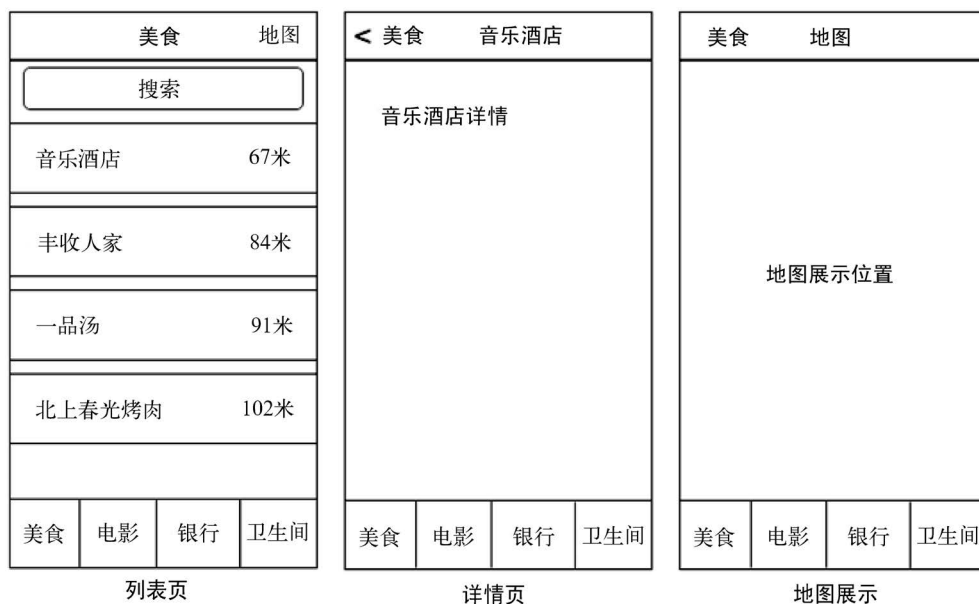 美食 地图
搜索
音乐酒店 67米
丰收人家 84米
一品汤 91米
北上春光烤肉 102米
美食 电影 银行 卫生间
列表页
< 美食 音乐酒店
音乐酒店详情
美食 电影 银行 卫生间
详情页
美食 地图
地图展示位置
美食 电影 银行 卫生间
地图展示